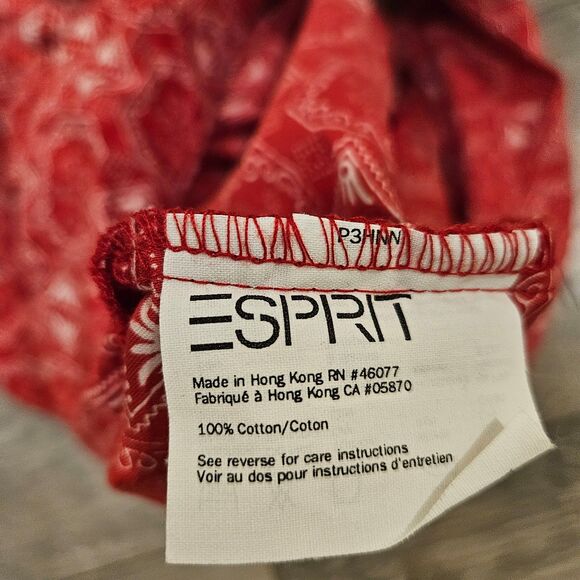 P3HNN
ESPRIT
Made in Hong Kong RN #46077
Fabriqué à Hong Kong CA #05870
100% Cotton/Coton
See reverse for care instructions
Voir au dos pour instructions d'entretien